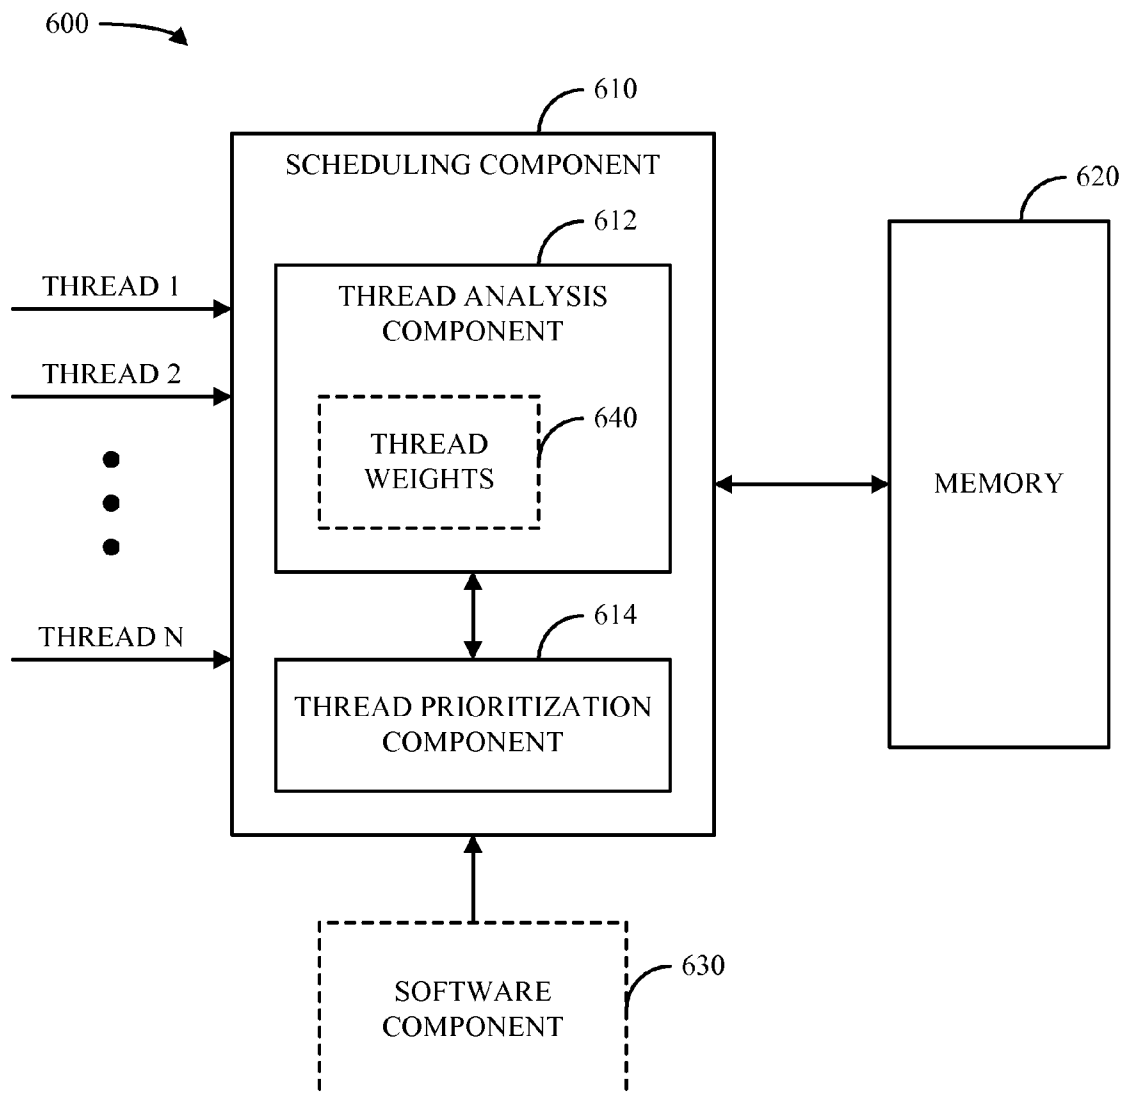 600
610
SCHEDULING COMPONENT
620
612
THREAD 1
THREAD ANALYSIS
COMPONENT
THREAD 2
640
THREAD
WEIGHTS
MEMORY
614
THREAD N
THREAD PRIORITIZATION
COMPONENT
630
SOFTWARE
COMPONENT